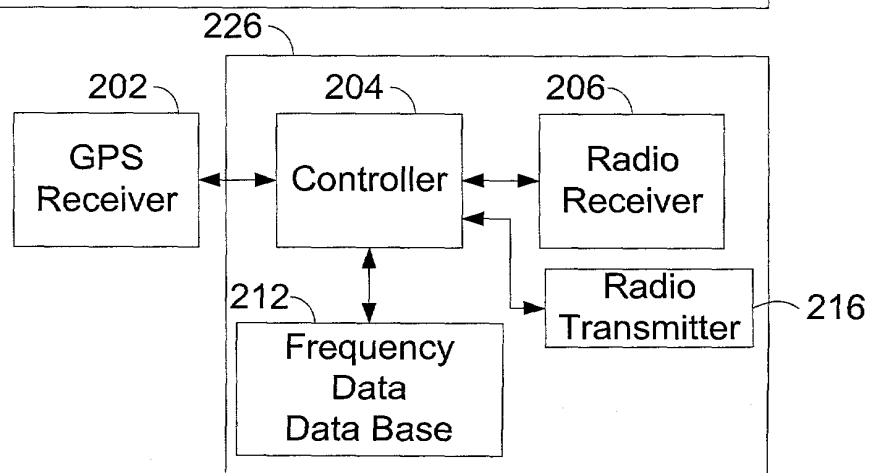 226
202
204
206
GPS
Receiver
Controller
Radio
Receiver
212
Radio
Transmitter
216
Frequency
Data
Data Base